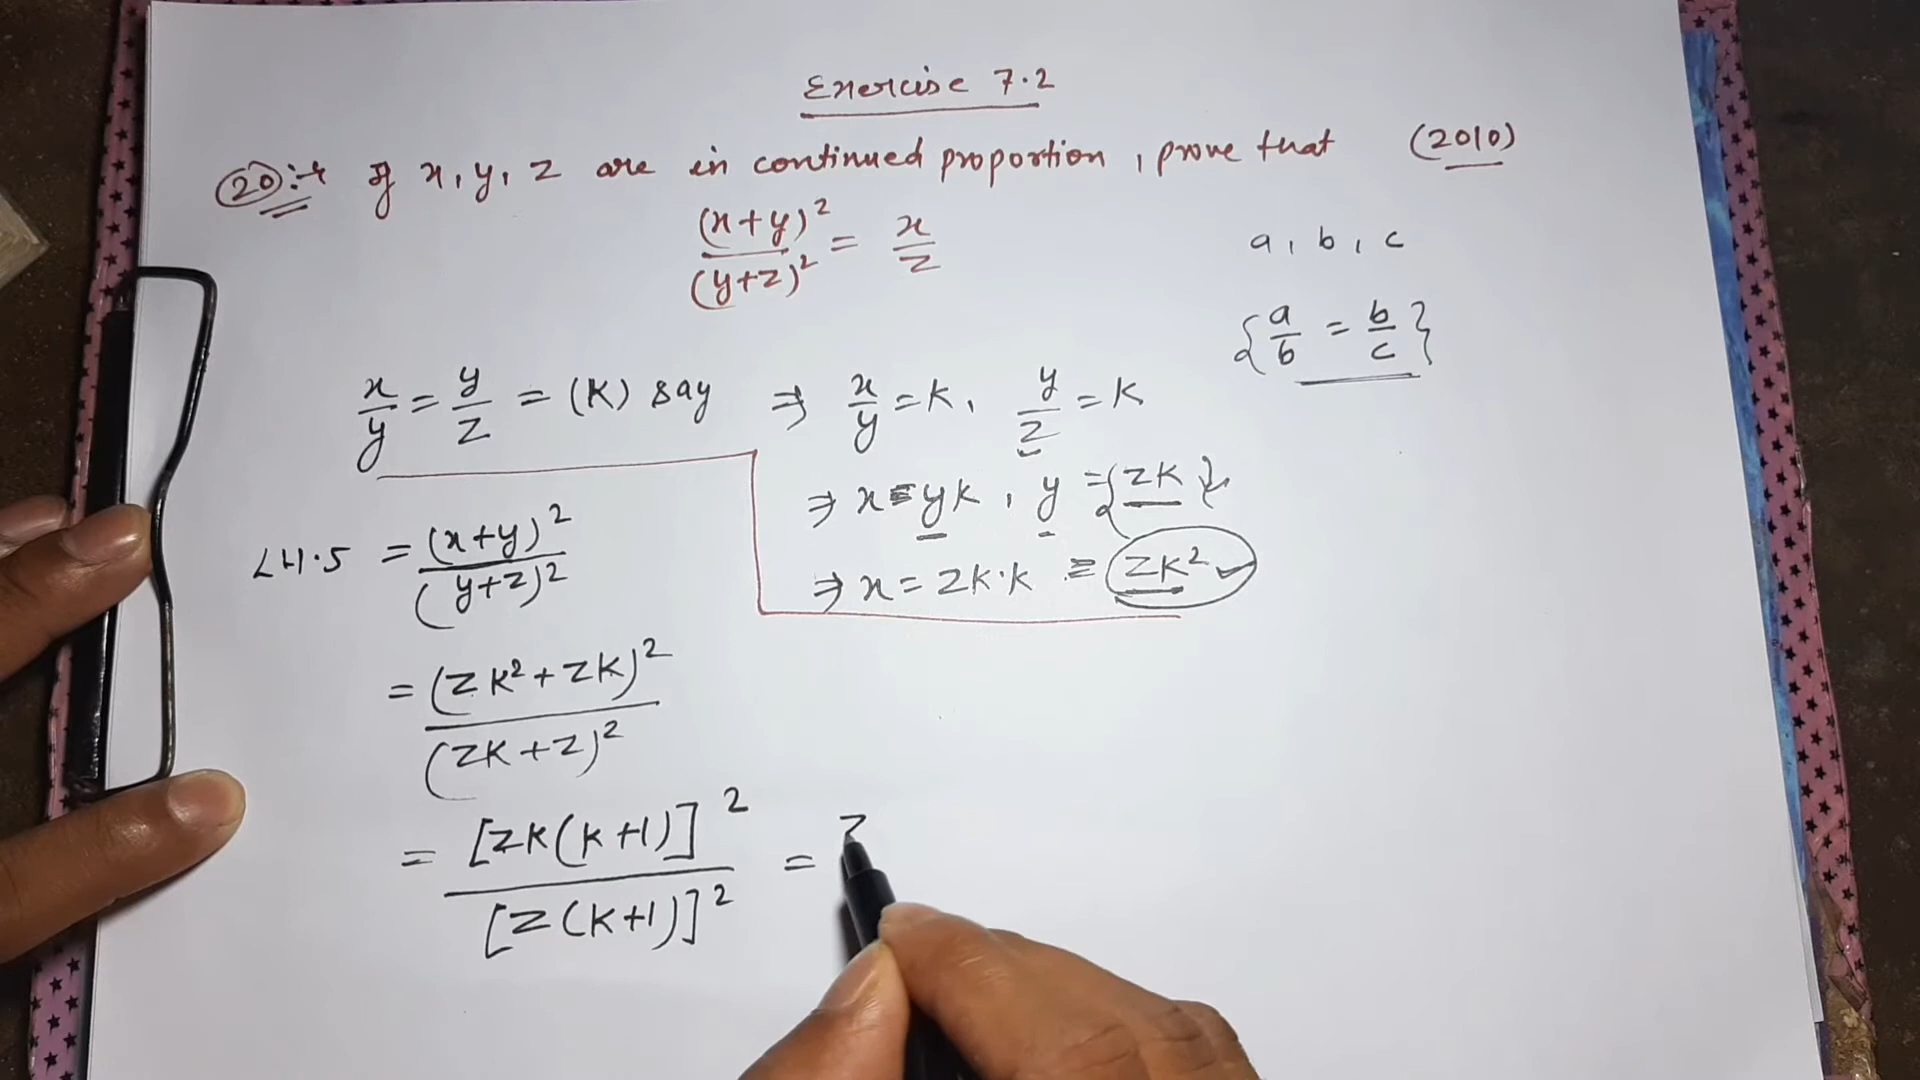 Exercise 7.2
(20):→ If x, y, z are in continued proportion, prove that (2010)
(x+y)² / (y+z)² = x/z
a, b, c
{a/b = b/c}
x/y = y/z = (K) say ⇒ x/y = K, y/z = K
⇒ x = yK, y = {zK}
⇒ x = zK·K = zK²
LH.S = (x+y)² / (y+z)²
= (zK²+zK)² / (zK+z)²
= [zK(K+1)]² / [z(K+1)]² = z